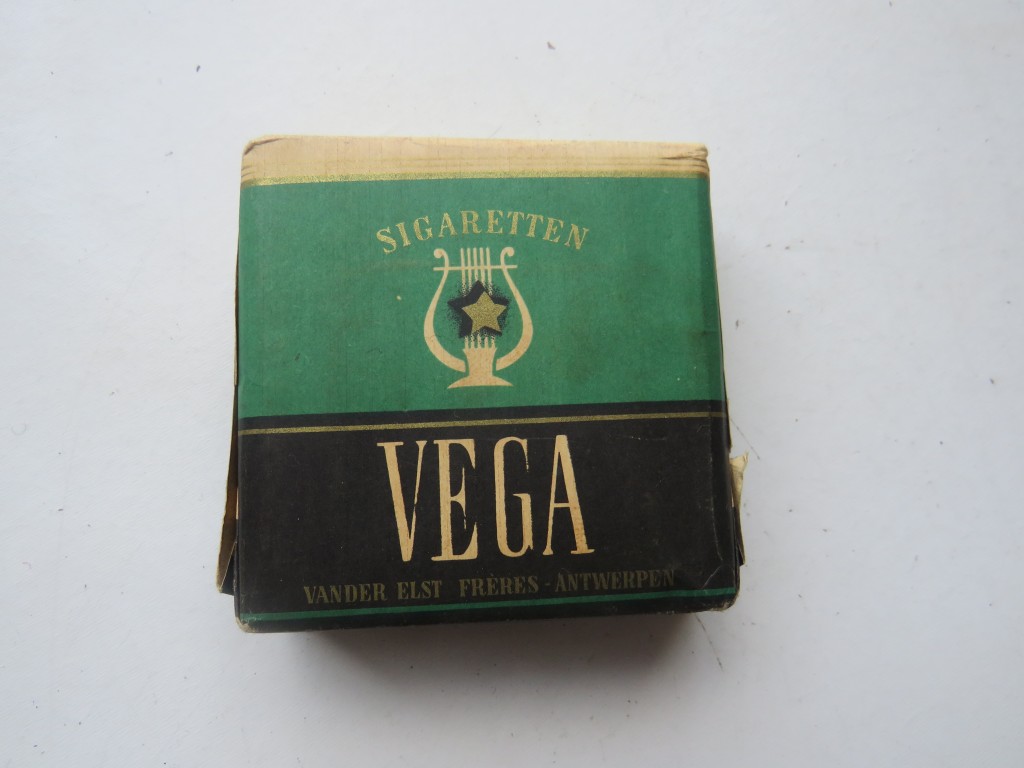 SIGARETTEN
VEGA
VANDER ELST FRÈRES - ANTWERPEN